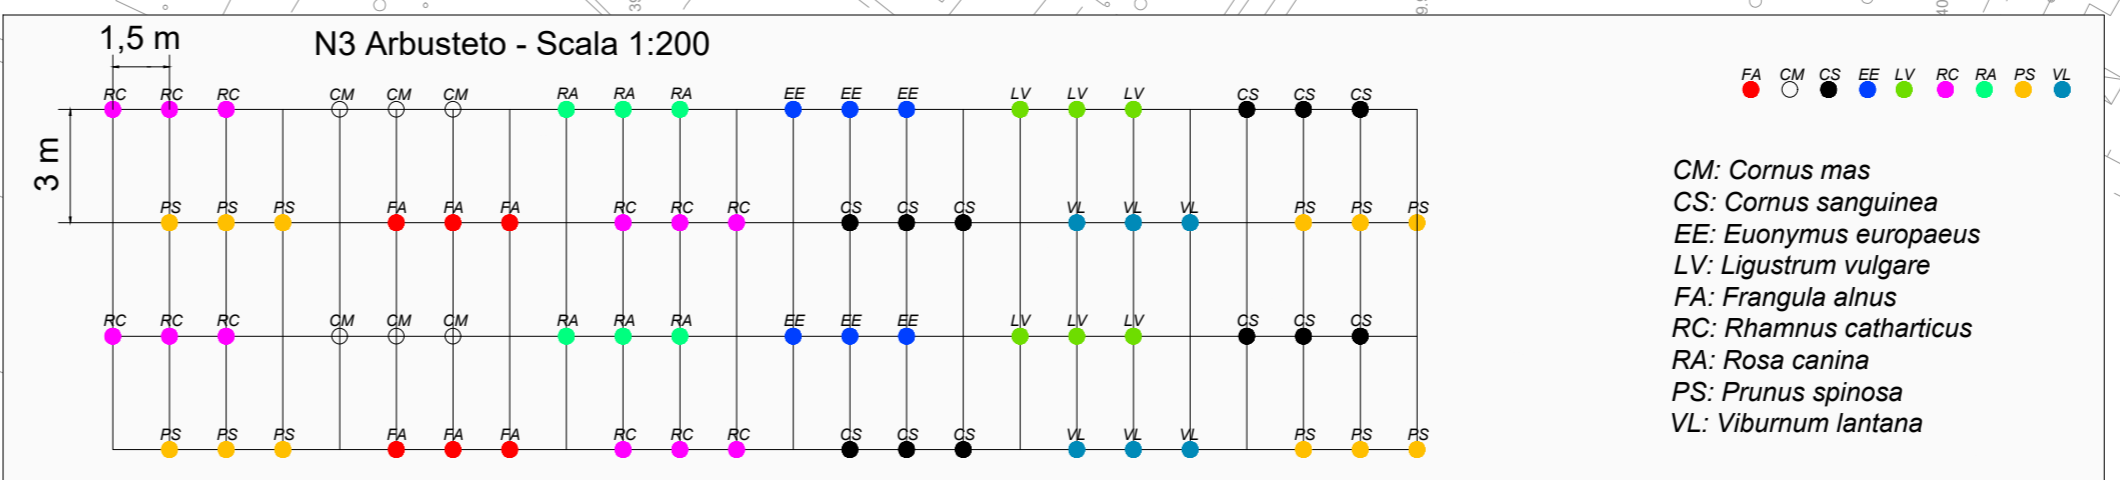 1,5 m
N3 Arbusteto - Scala 1:200
FA CM CS EE LV RC RA PS VL
RC RC RC CM CM CM RA RA RA EE EE EE LV LV LV CS CS CS
3 m
PS PS PS FA FA FA RC RC RC CS CS CS VL VL VL PS PS PS
RC RC RC CM CM CM RA RA RA EE EE EE LV LV LV CS CS CS
PS PS PS FA FA FA RC RC RC CS CS CS VL VL VL PS PS PS
CM: Cornus mas
CS: Cornus sanguinea
EE: Euonymus europaeus
LV: Ligustrum vulgare
FA: Frangula alnus
RC: Rhamnus catharticus
RA: Rosa canina
PS: Prunus spinosa
VL: Viburnum lantana